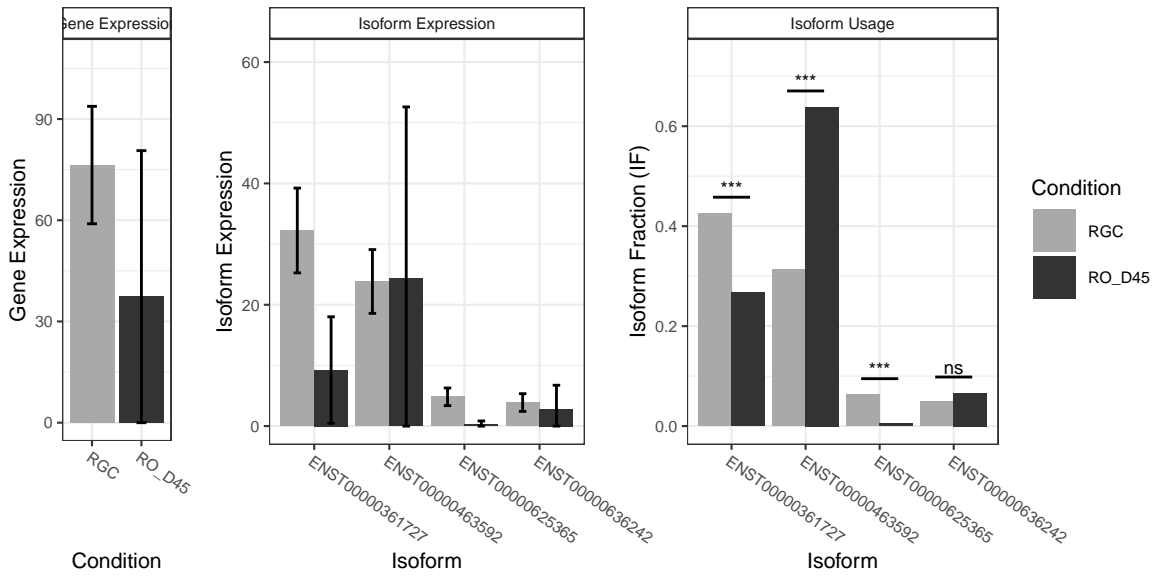 Gene Expression
Isoform Expression
Isoform Usage
Gene Expression
90
60
30
0
RGC
RO_D45
Condition
Isoform Expression
60
40
20
0
ENST00000361727
ENST00000463592
ENST00000625365
ENST00000636242
Isoform
Isoform Fraction (IF)
0.6
0.4
0.2
0.0
***
***
***
ns
ENST00000361727
ENST00000463592
ENST00000625365
ENST00000636242
Isoform
Condition
RGC
RO_D45